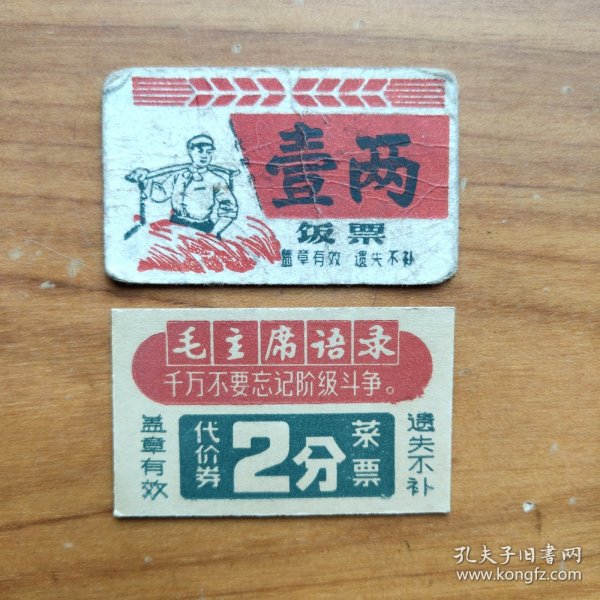 壹两
饭票
盖章有效 遗失不补
毛主席语录
千万不要忘记阶级斗争。
盖章有效
代价券
2分
菜票
遗失不补
孔夫子旧书网
www.kongfz.com